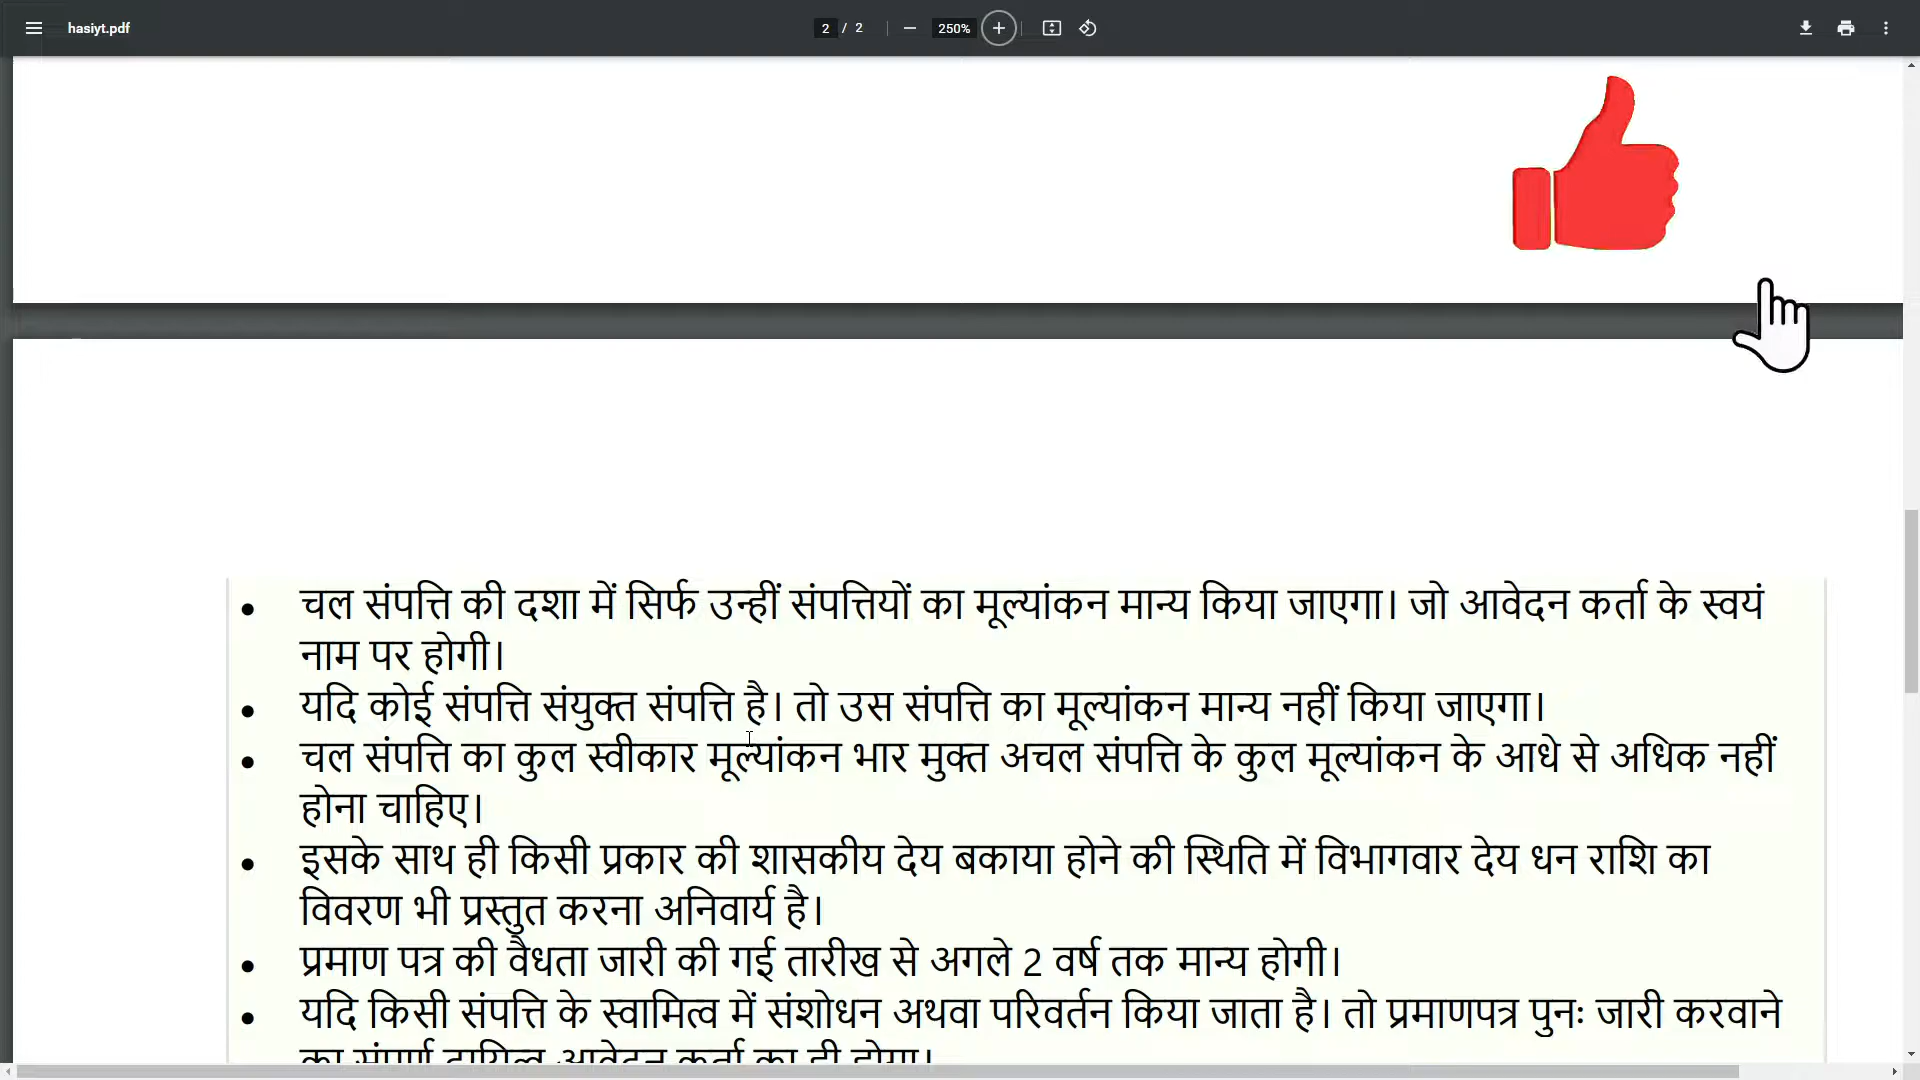 hasiyt.pdf
2 / 2
250%
चल संपत्ति की दशा में सिर्फ उन्हीं संपत्तियों का मूल्यांकन मान्य किया जाएगा। जो आवेदन कर्ता के स्वयं
नाम पर होगी।
यदि कोई संपत्ति संयुक्त संपत्ति है। तो उस संपत्ति का मूल्यांकन मान्य नहीं किया जाएगा।
चल संपत्ति का कुल स्वीकार मूल्यांकन भार मुक्त अचल संपत्ति के कुल मूल्यांकन के आधे से अधिक नहीं
होना चाहिए।
इसके साथ ही किसी प्रकार की शासकीय देय बकाया होने की स्थिति में विभागवार देय धन राशि का
विवरण भी प्रस्तुत करना अनिवार्य है।
प्रमाण पत्र की वैधता जारी की गई तारीख से अगले 2 वर्ष तक मान्य होगी।
यदि किसी संपत्ति के स्वामित्व में संशोधन अथवा परिवर्तन किया जाता है। तो प्रमाणपत्र पुनः जारी करवाने
का संपूर्ण दायित्व आवेदन कर्ता का ही होगा।